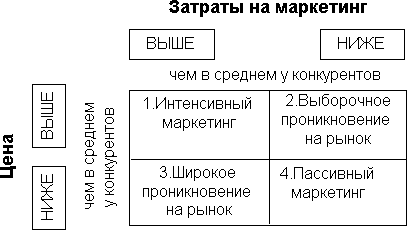 Затраты на маркетинг
ВЫШЕ
НИЖЕ
чем в среднем у конкурентов
Цена
ВЫШЕ
НИЖЕ
чем в среднем
у конкурентов
1.Интенсивный
маркетинг
2.Выборочное
проникновение
на рынок
3.Широкое
проникновение
на рынок
4.Пассивный
маркетинг